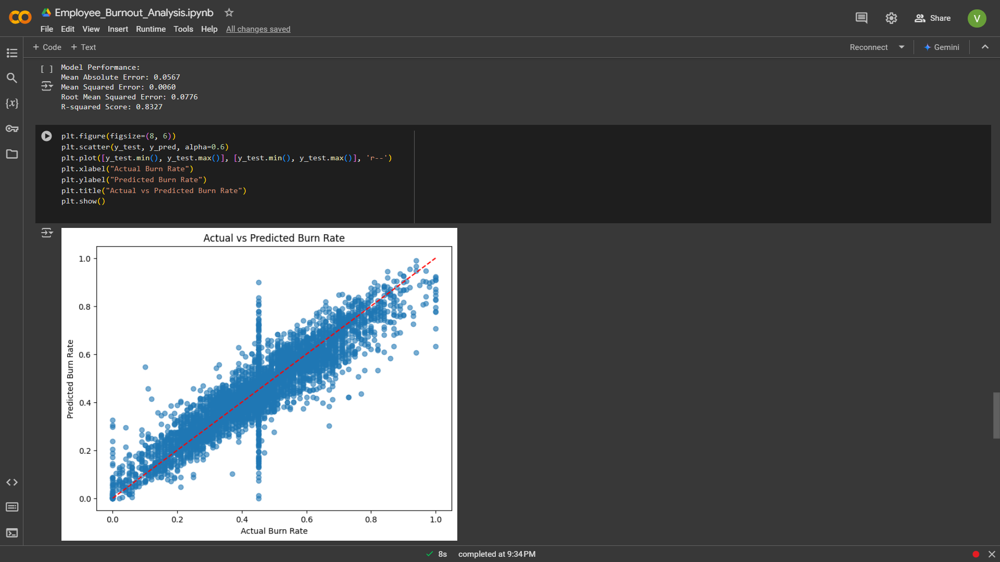 Employee_Burnout_Analysis.ipynb
File Edit View Insert Runtime Tools Help All changes saved
Share
V
+ Code + Text
Reconnect
Gemini
{x}
[ ]
Model Performance:
Mean Absolute Error: 0.0567
Mean Squared Error: 0.0060
Root Mean Squared Error: 0.0776
R-squared Score: 0.8327
plt.figure(figsize=(8, 6))
plt.scatter(y_test, y_pred, alpha=0.6)
plt.plot([y_test.min(), y_test.max()], [y_test.min(), y_test.max()], 'r--')
plt.xlabel("Actual Burn Rate")
plt.ylabel("Predicted Burn Rate")
plt.title("Actual vs Predicted Burn Rate")
plt.show()
Actual vs Predicted Burn Rate
Predicted Burn Rate
1.0
0.8
0.6
0.4
0.2
0.0
0.0 0.2 0.4 0.6 0.8 1.0
Actual Burn Rate
8s completed at 9:34 PM